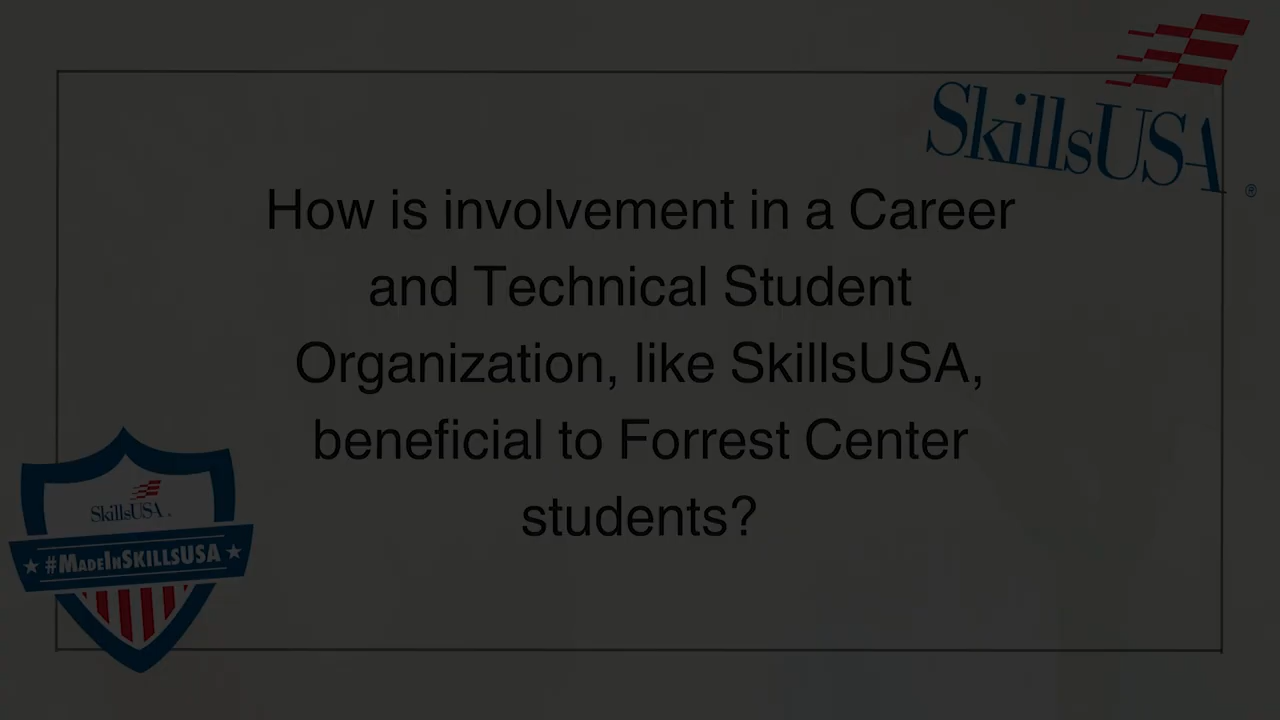 SkillsUSA®
How is involvement in a Career
and Technical Student
Organization, like SkillsUSA,
beneficial to Forrest Center
students?
SkillsUSA
#MADEINSKILLSUSA